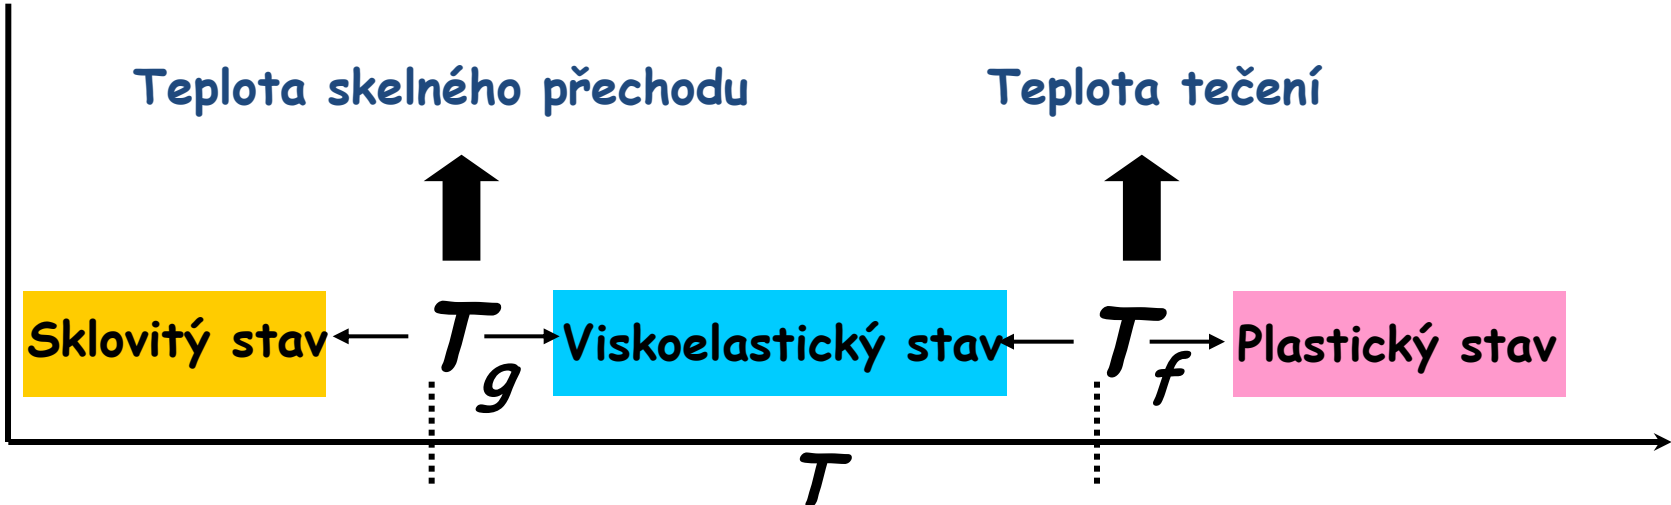 Teplota skelného přechodu Teplota tečení
Sklovitý stav Tg Viskoelastický stav Tf Plastický stav
T